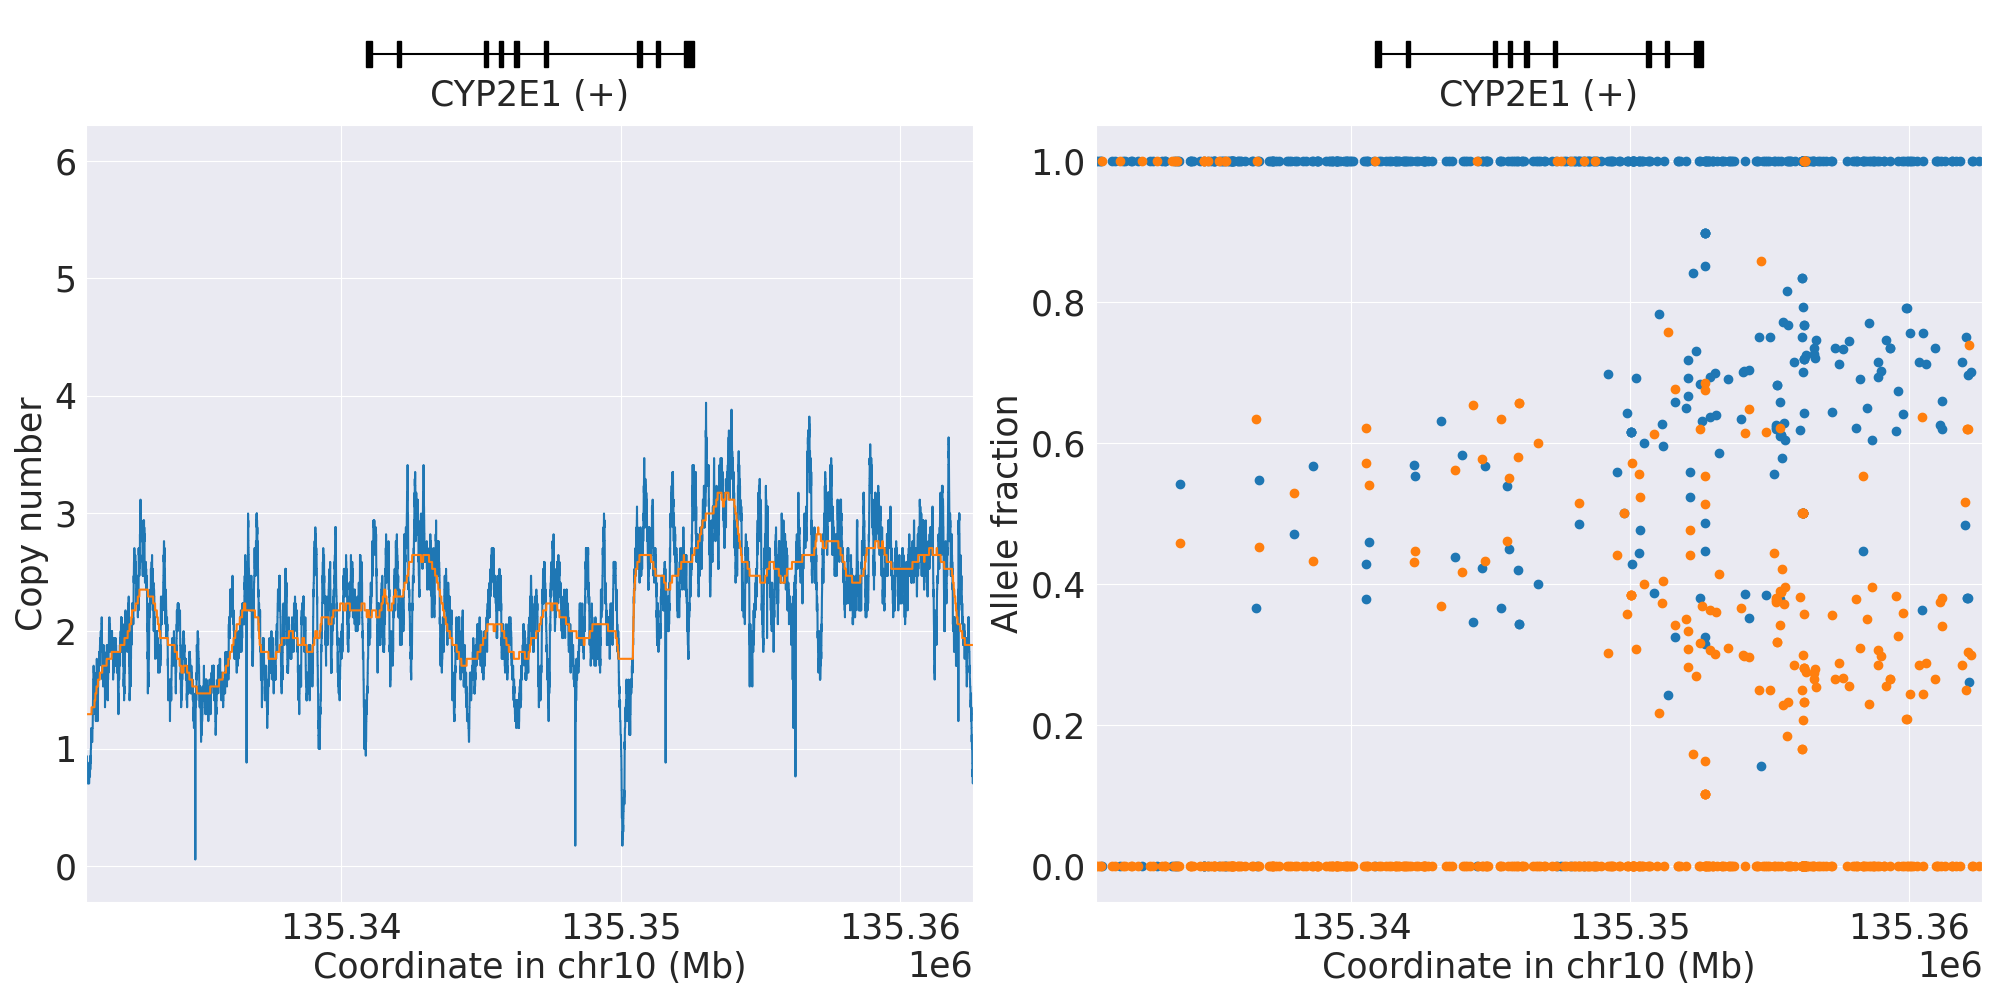 CYP2E1 (+)
6
5
4
3
2
1
0
Copy number
135.34 135.35 135.36
Coordinate in chr10 (Mb)
1e6
CYP2E1 (+)
1.0
0.8
0.6
0.4
0.2
0.0
Allele fraction
135.34 135.35 135.36
Coordinate in chr10 (Mb)
1e6